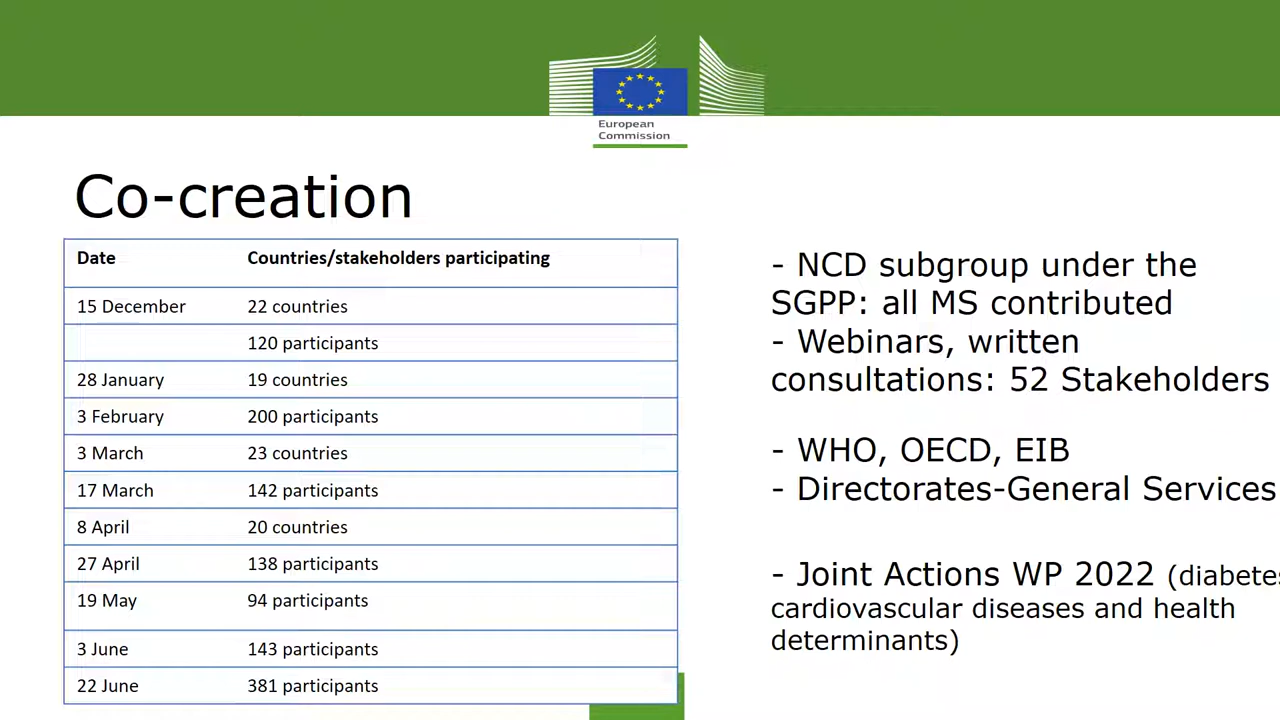 European
Commission
Co-creation
Date Countries/stakeholders participating
15 December 22 countries
120 participants
28 January 19 countries
3 February 200 participants
3 March 23 countries
17 March 142 participants
8 April 20 countries
27 April 138 participants
19 May 94 participants
3 June 143 participants
22 June 381 participants
- NCD subgroup under the
SGPP: all MS contributed
- Webinars, written
consultations: 52 Stakeholders
- WHO, OECD, EIB
- Directorates-General Services
- Joint Actions WP 2022 (diabetes
cardiovascular diseases and health
determinants)